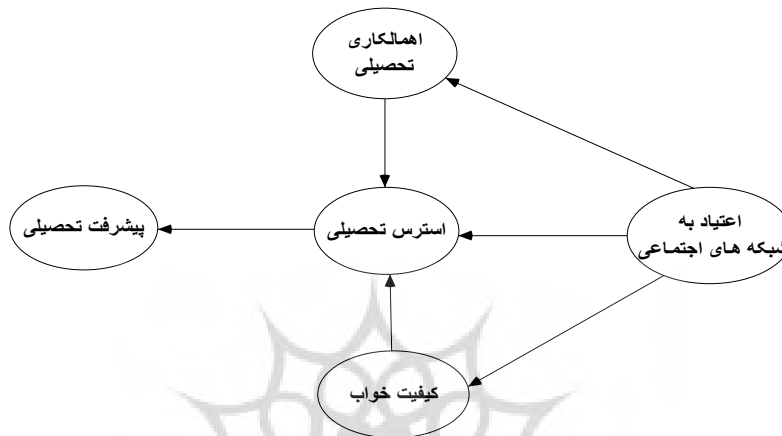 اهمالکاری
تحصیلی
اعتیاد به
شبکه های اجتماعی
استرس تحصیلی
پیشرفت تحصیلی
کیفیت خواب